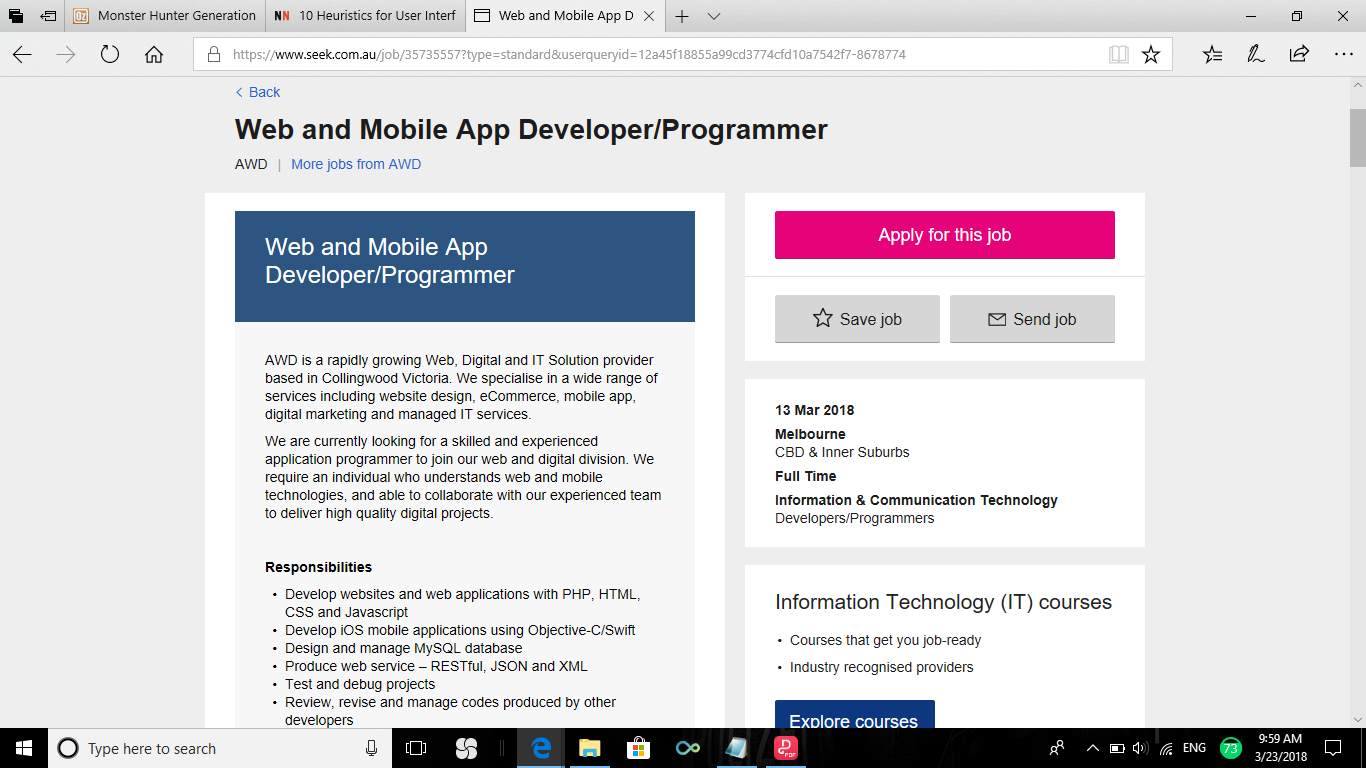 Monster Hunter Generation
NN 10 Heuristics for User Interf
Web and Mobile App D
https://www.seek.com.au/job/35735557?type=standard&userqueryid=12a45f18855a99cd3774cfd10a7542f7-8678774
Back
Web and Mobile App Developer/Programmer
AWD | More jobs from AWD
Web and Mobile App
Developer/Programmer
AWD is a rapidly growing Web, Digital and IT Solution provider
based in Collingwood Victoria. We specialise in a wide range of
services including website design, eCommerce, mobile app,
digital marketing and managed IT services.
We are currently looking for a skilled and experienced
application programmer to join our web and digital division. We
require an individual who understands web and mobile
technologies, and able to collaborate with our experienced team
to deliver high quality digital projects.
Responsibilities
• Develop websites and web applications with PHP, HTML,
CSS and Javascript
• Develop iOS mobile applications using Objective-C/Swift
• Design and manage MySQL database
• Produce web service – RESTful, JSON and XML
• Test and debug projects
• Review, revise and manage codes produced by other
developers
Apply for this job
Save job
Send job
13 Mar 2018
Melbourne
CBD & Inner Suburbs
Full Time
Information & Communication Technology
Developers/Programmers
Information Technology (IT) courses
• Courses that get you job-ready
• Industry recognised providers
Explore courses
Type here to search
PDF
ENG
73
9:59 AM
3/23/2018